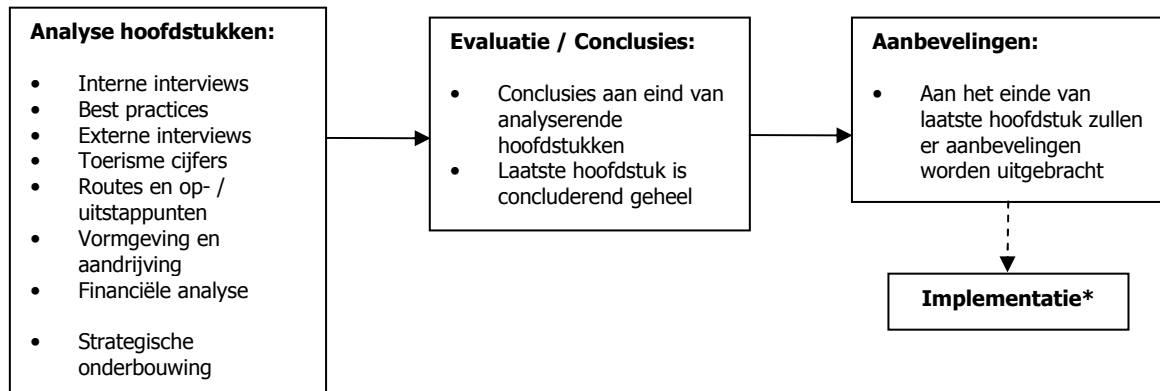 Analyse hoofdstukken:
• Interne interviews
• Best practices
• Externe interviews
• Toerisme cijfers
• Routes en op- /
uitstappunten
• Vormgeving en
aandrijving
• Financiële analyse
• Strategische
onderbouwing
Evaluatie / Conclusies:
• Conclusies aan eind van
analyserende
hoofdstukken
• Laatste hoofdstuk is
concluderend geheel
Aanbevelingen:
• Aan het einde van
laatste hoofdstuk zullen
er aanbevelingen
worden uitgebracht
Implementatie*